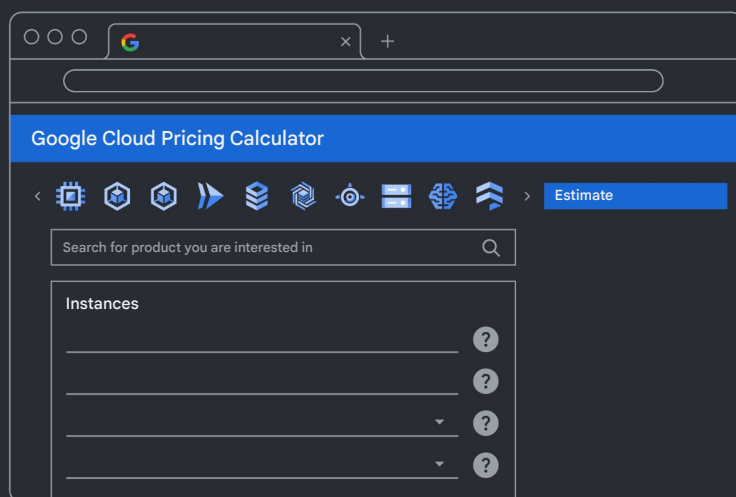 Google Cloud Pricing Calculator
Estimate
Search for product you are interested in
Instances
?
?
?
?